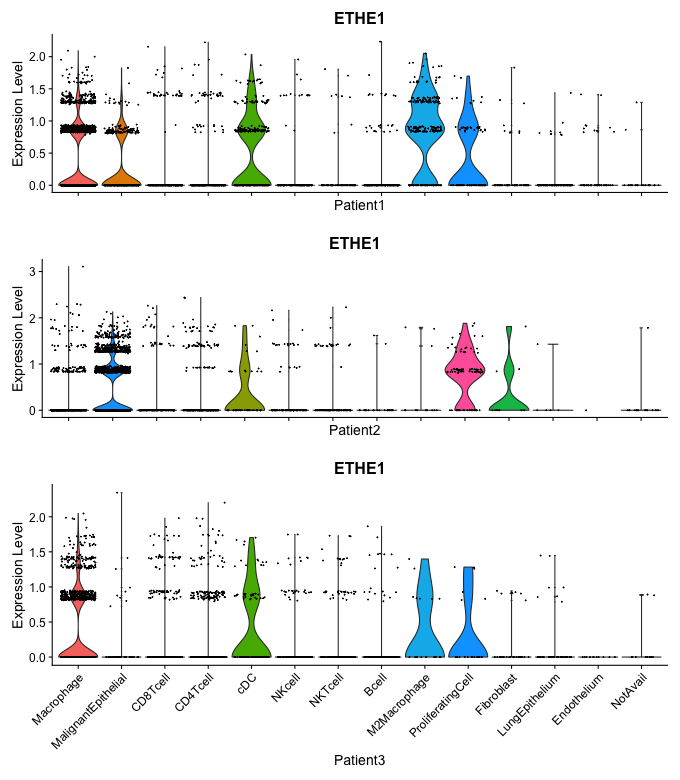 ETHE1
Expression Level
2.0
1.5
1.0
0.5
0.0
Patient1
ETHE1
Expression Level
3
2
1
0
Patient2
ETHE1
Expression Level
2.0
1.5
1.0
0.5
0.0
Macrophage
MalignantEpithelial
CD8Tcell
CD4Tcell
cDC
NKcell
NKTcell
Bcell
M2Macrophage
ProliferatingCell
Fibroblast
LungEpithelium
Endothelium
NotAvail
Patient3